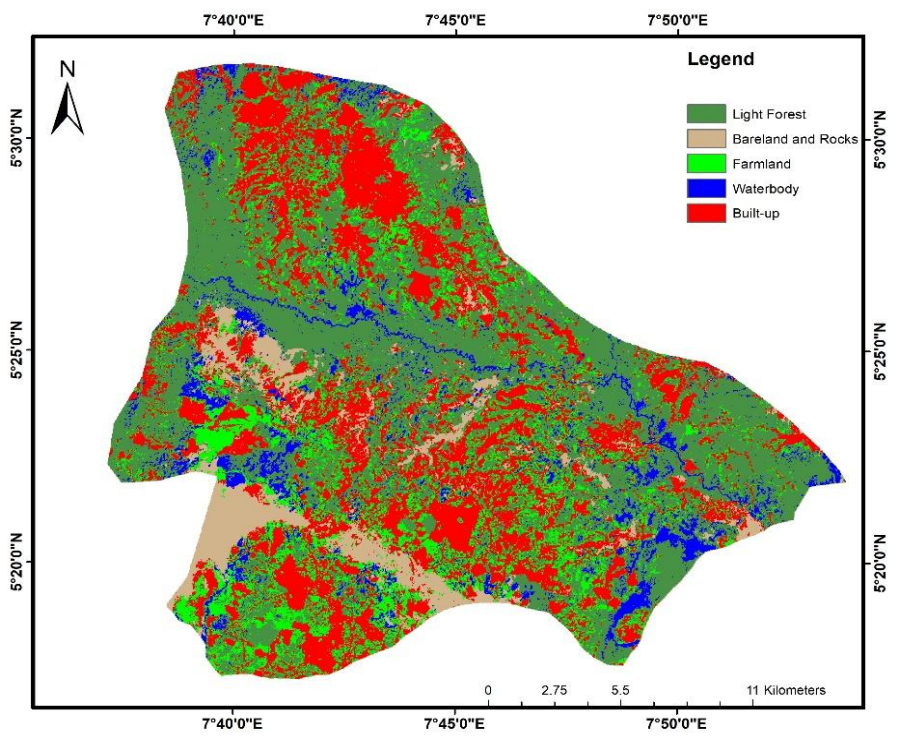 7°40'0"E 7°45'0"E 7°50'0"E
Legend
N
Light Forest
5°30'0"N 5°30'0"N
Bareland and Rocks
Farmland
Waterbody
Built-up
5°25'0"N 5°25'0"N
5°20'0"N 5°20'0"N
0 2.75 5.5 11 Kilometers
7°40'0"E 7°45'0"E 7°50'0"E